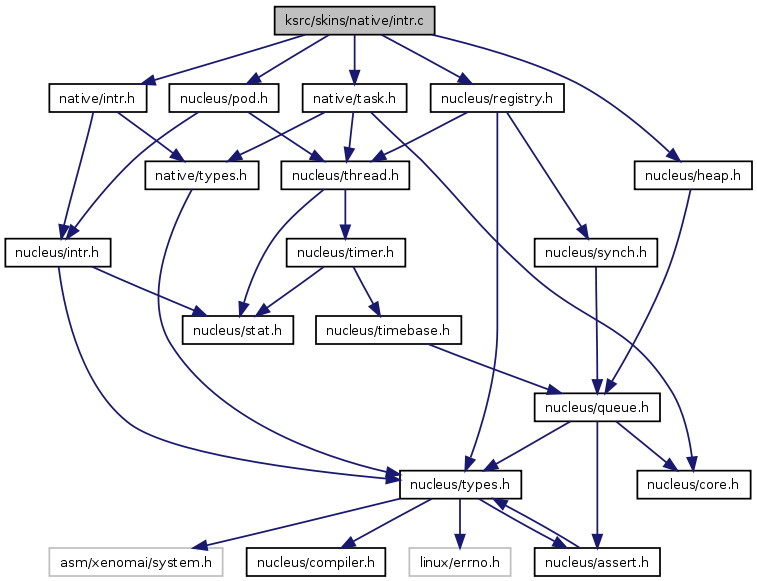 ksrc/skins/native/intr.c
native/intr.h
nucleus/pod.h
native/task.h
nucleus/registry.h
native/types.h
nucleus/thread.h
nucleus/heap.h
nucleus/intr.h
nucleus/timer.h
nucleus/synch.h
nucleus/stat.h
nucleus/timebase.h
nucleus/queue.h
nucleus/types.h
nucleus/core.h
asm/xenomai/system.h
nucleus/compiler.h
linux/errno.h
nucleus/assert.h